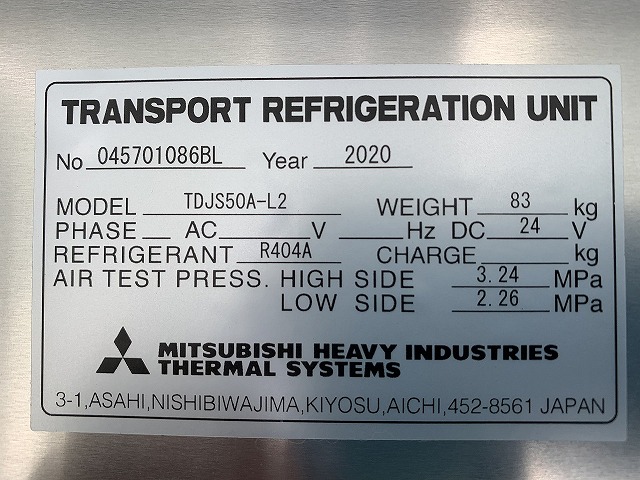 TRANSPORT REFRIGERATION UNIT
No 045701086BL Year 2020
MODEL TDJS50A-L2 WEIGHT 83 kg
PHASE AC V Hz DC 24 V
REFRIGERANT R404A CHARGE kg
AIR TEST PRESS. HIGH SIDE 3.24 MPa
LOW SIDE 2.26 MPa
MITSUBISHI HEAVY INDUSTRIES
THERMAL SYSTEMS
3-1,ASAHI,NISHIBIWAJIMA,KIYOSU,AICHI,452-8561 JAPAN